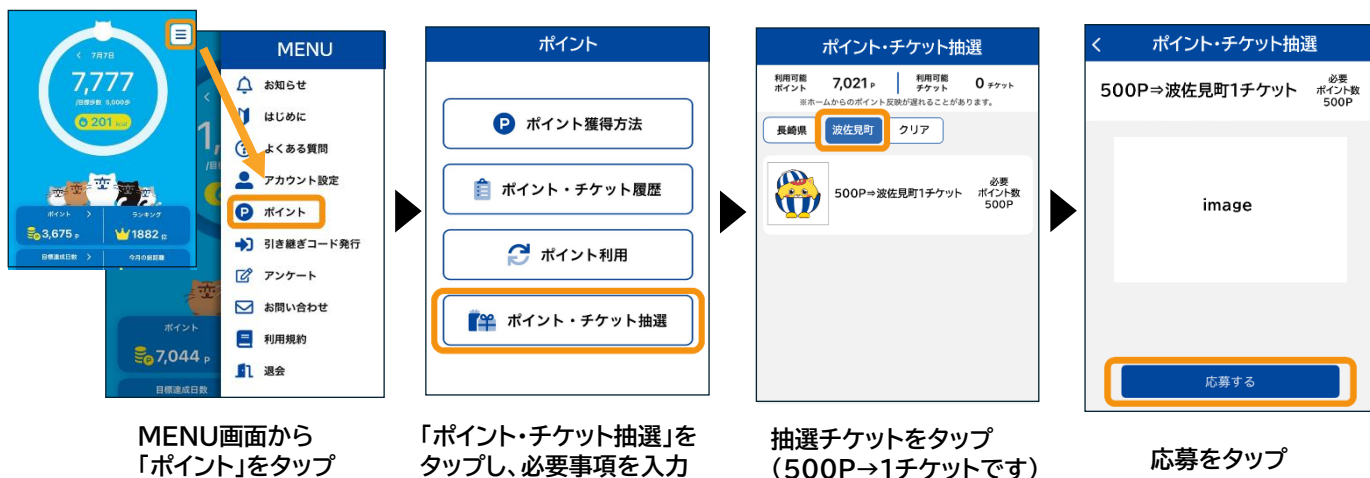 7月7日
7,777
/目標歩数 8,000歩
201 kcal
ポイント
3,675 P
ランキング
1882 位
目標達成日数
今月の総距離
ポイント
7,044 P
目標達成日数
MENU
お知らせ
はじめに
よくある質問
アカウント設定
ポイント
引き継ぎコード発行
アンケート
お問い合わせ
利用規約
退会
MENU画面から
「ポイント」をタップ
ポイント
ポイント獲得方法
ポイント・チケット履歴
ポイント利用
ポイント・チケット抽選
「ポイント・チケット抽選」を
タップし、必要事項を入力
ポイント・チケット抽選
利用可能
ポイント
7,021 P
利用可能
チケット
0 チケット
※ホームからのポイント反映が遅れることがあります。
長崎県
波佐見町
クリア
500P⇒波佐見町1チケット
必要
ポイント数
500P
抽選チケットをタップ
(500P→1チケットです)
ポイント・チケット抽選
500P⇒波佐見町1チケット
必要
ポイント数
500P
image
応募する
応募をタップ